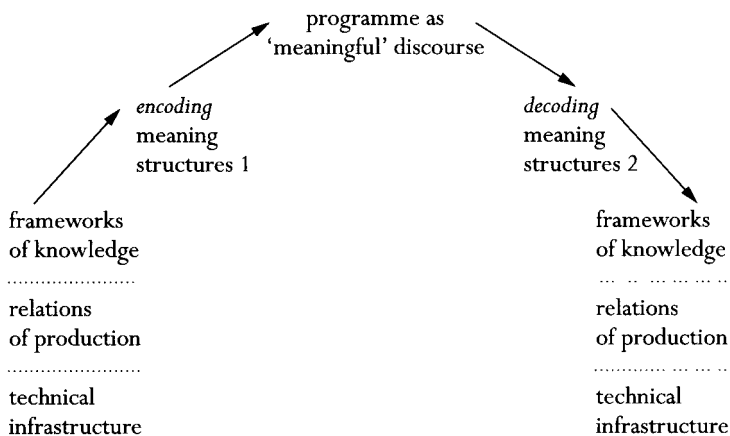 programme as
‘meaningful’ discourse
encoding
meaning
structures 1
decoding
meaning
structures 2
frameworks
of knowledge
relations
of production
technical
infrastructure
frameworks
of knowledge
relations
of production
technical
infrastructure